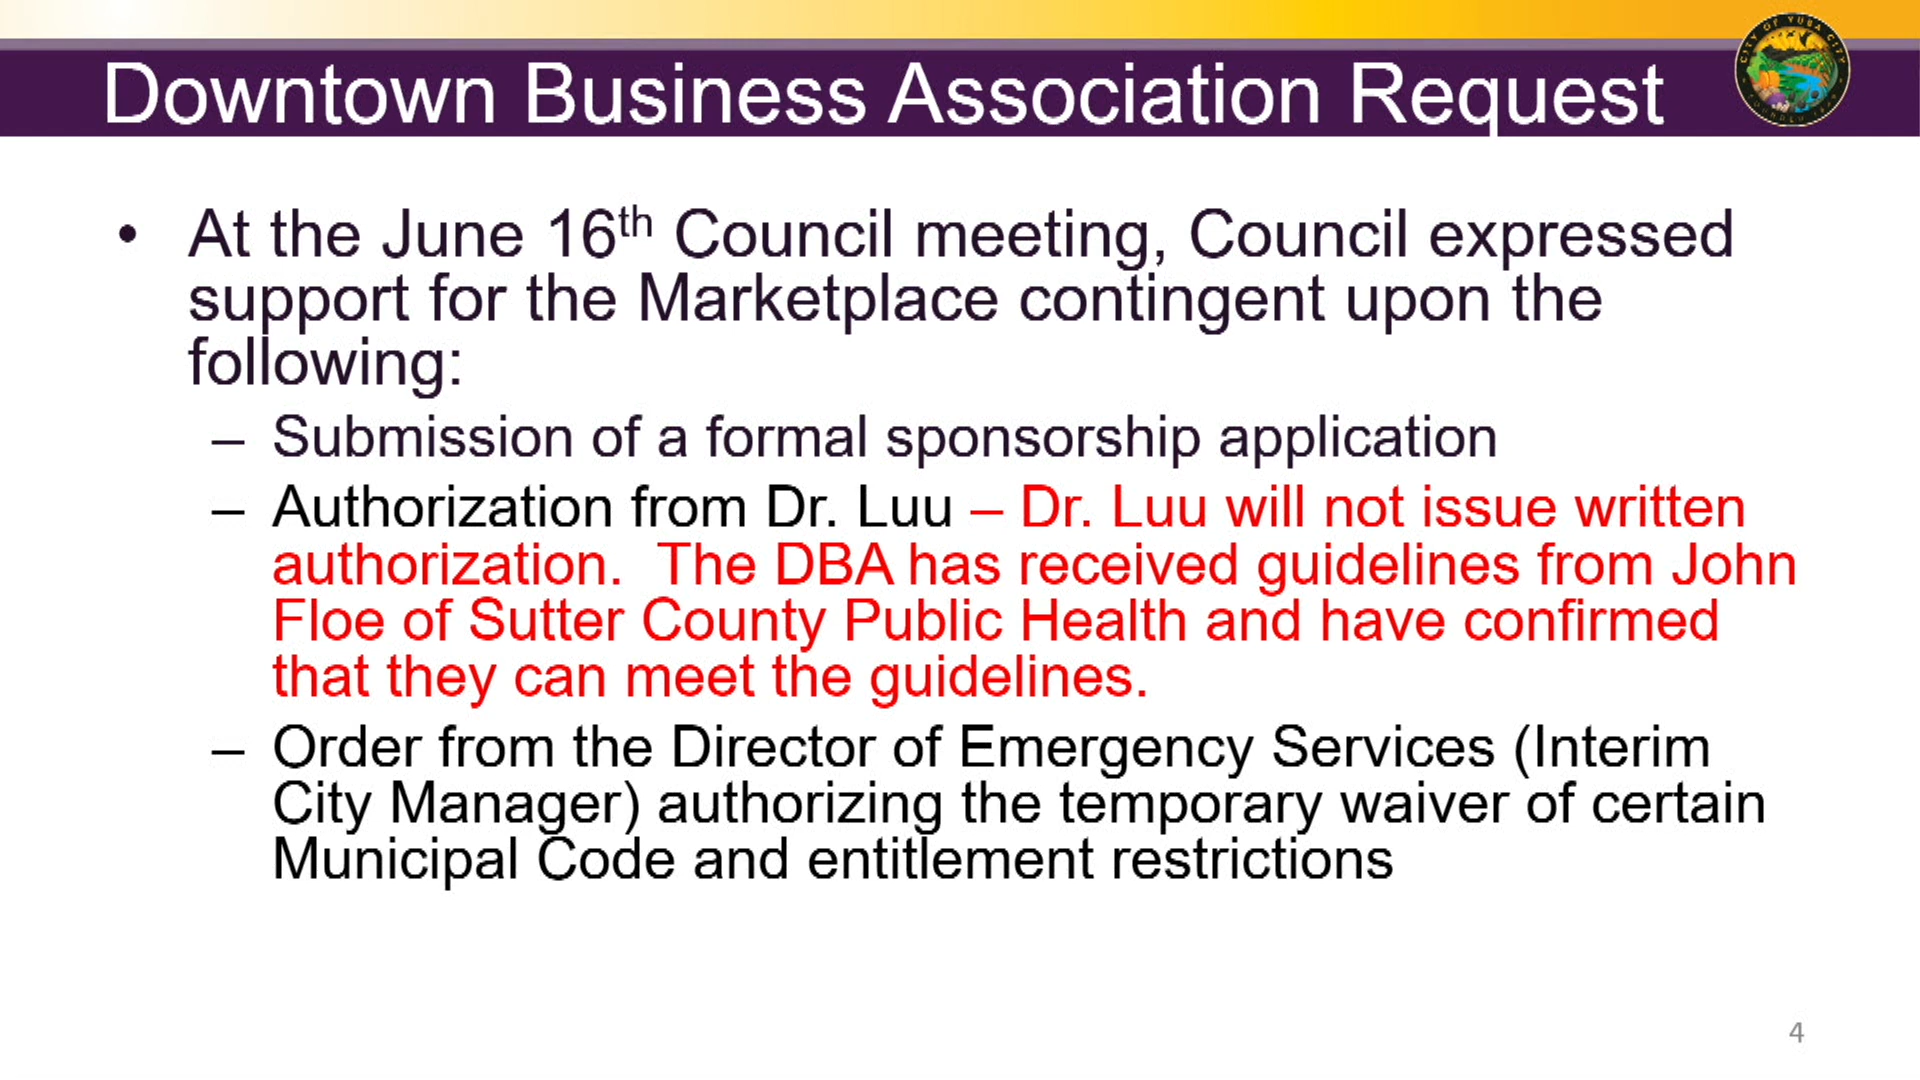 Downtown Business Association Request
CITY OF YUBA CITY
• At the June 16th Council meeting, Council expressed
support for the Marketplace contingent upon the
following:
– Submission of a formal sponsorship application
– Authorization from Dr. Luu – Dr. Luu will not issue written
authorization.  The DBA has received guidelines from John
Floe of Sutter County Public Health and have confirmed
that they can meet the guidelines.
– Order from the Director of Emergency Services (Interim
City Manager) authorizing the temporary waiver of certain
Municipal Code and entitlement restrictions
4